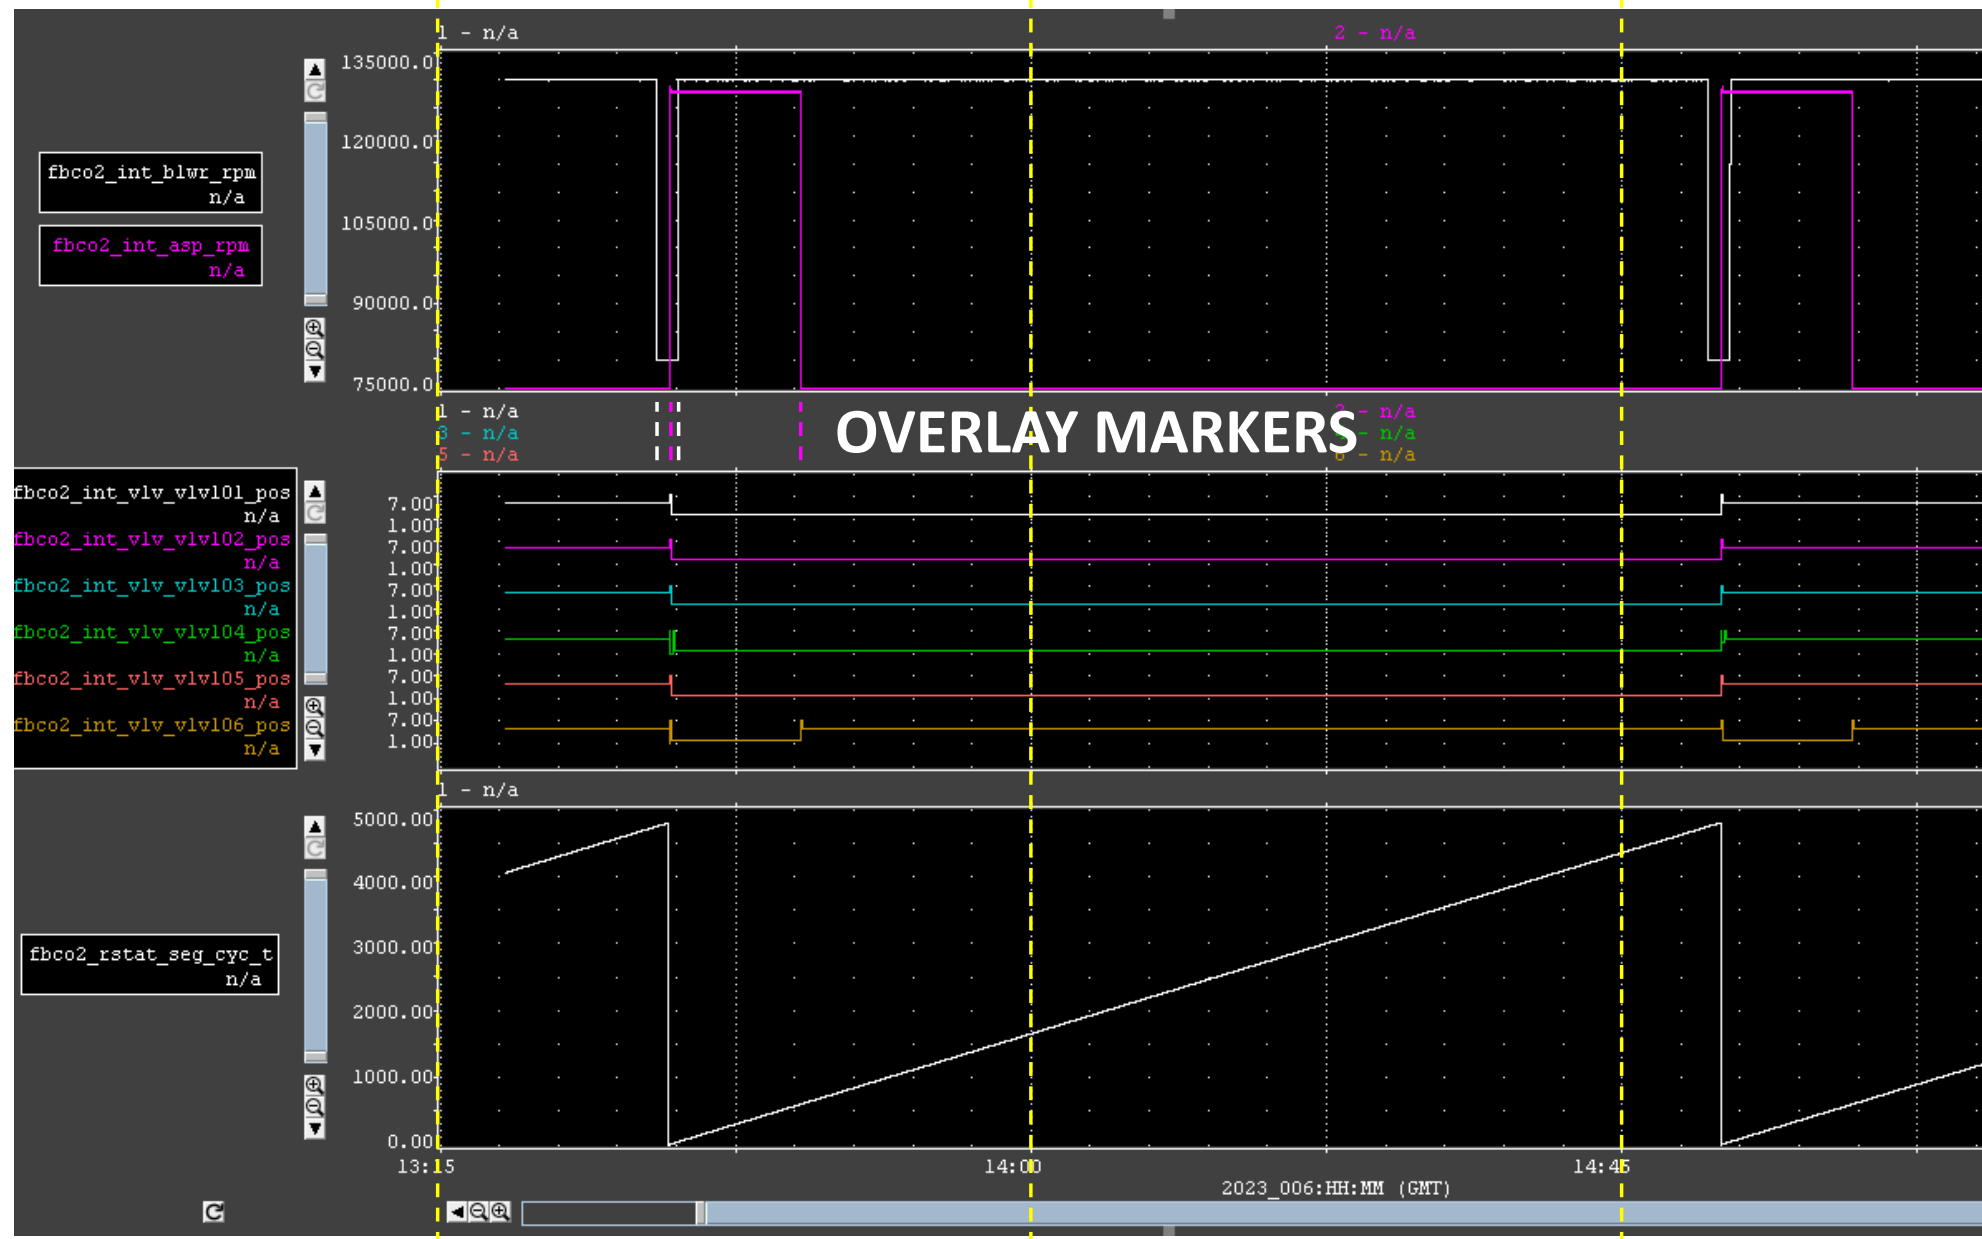 1 - n/a
2 - n/a
135000.0
120000.0
105000.0
90000.0
75000.0
fbco2_int_blwr_rpm
n/a
fbco2_int_asp_rpm
n/a
1 - n/a
3 - n/a
5 - n/a
OVERLAY MARKERS
- n/a
- n/a
6 - n/a
fbco2_int_vlv_vlvl01_pos
n/a
fbco2_int_vlv_vlvl02_pos
n/a
fbco2_int_vlv_vlvl03_pos
n/a
fbco2_int_vlv_vlvl04_pos
n/a
fbco2_int_vlv_vlvl05_pos
n/a
fbco2_int_vlv_vlvl06_pos
n/a
7.00
1.00
7.00
1.00
7.00
1.00
7.00
1.00
7.00
1.00
7.00
1.00
1 - n/a
5000.00
4000.00
3000.00
2000.00
1000.00
0.00
fbco2_rstat_seg_cyc_t
n/a
13:15
14:00
14:45
2023_006:HH:MM (GMT)